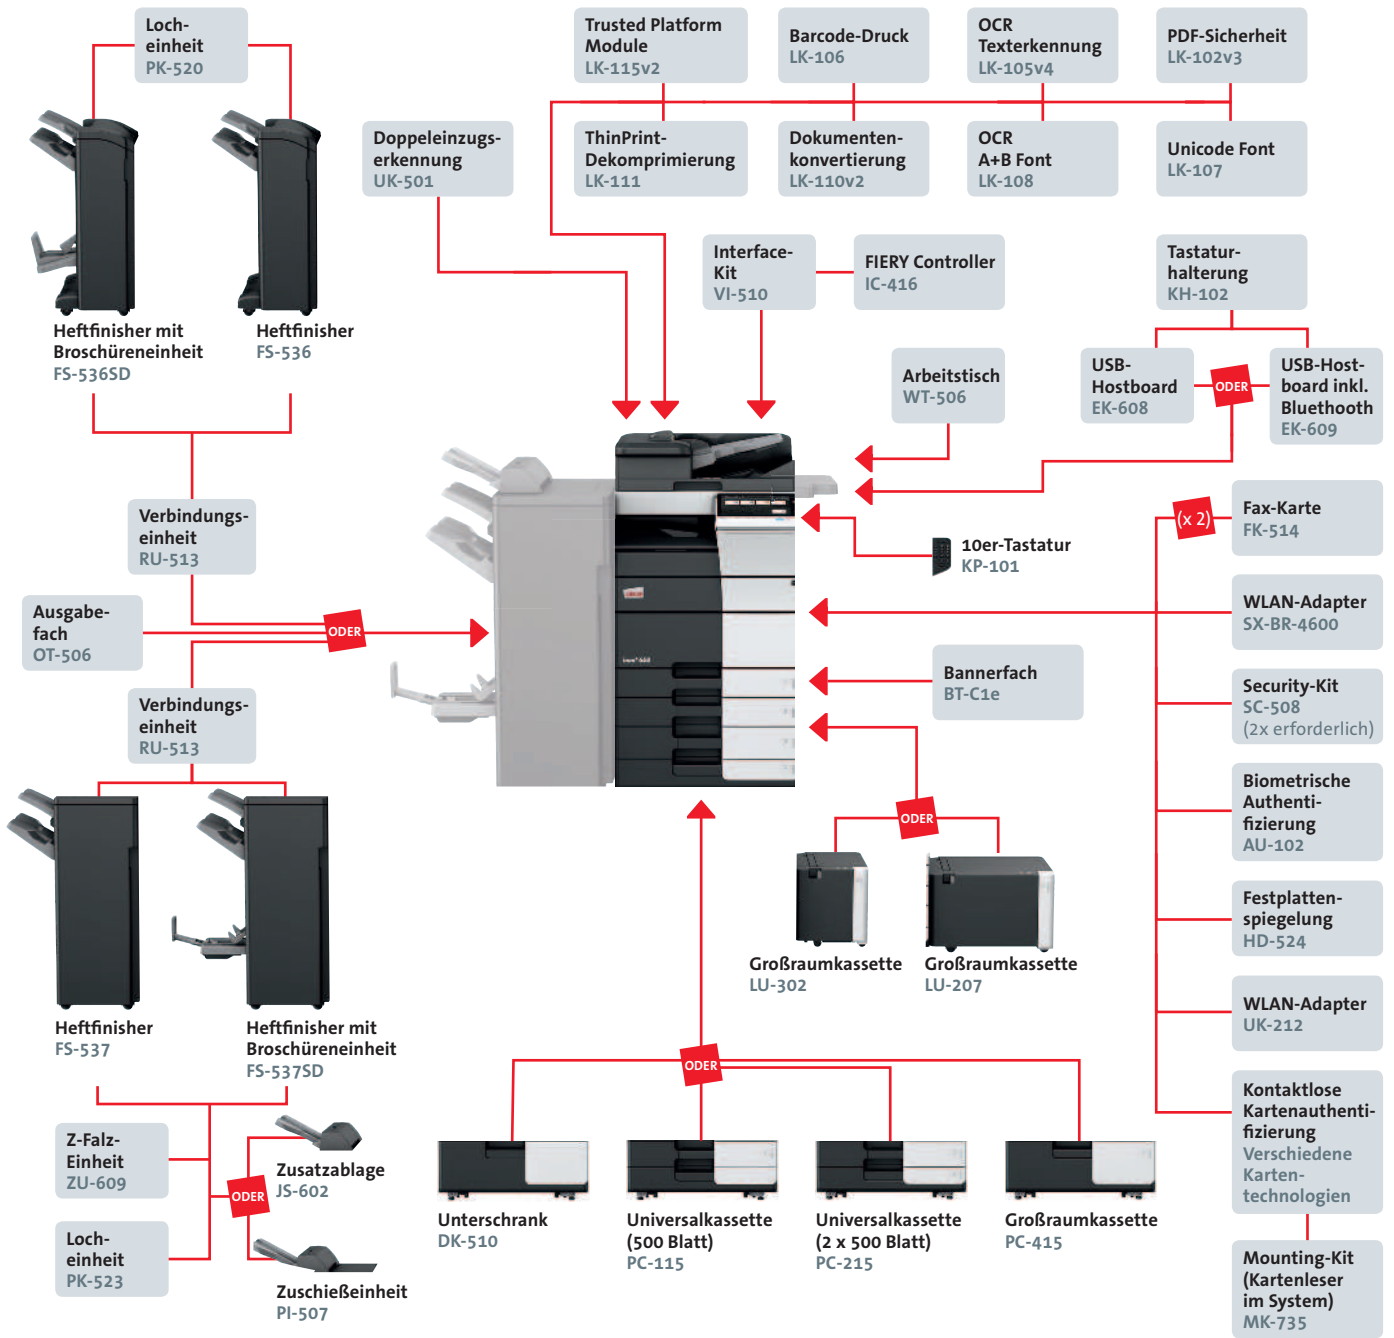 Loch-
einheit
PK-520
Trusted Platform
Module
LK-115v2
Barcode-Druck
LK-106
OCR
Texterkennung
LK-105v4
PDF-Sicherheit
LK-102v3
Doppeleinzugs-
erkennung
UK-501
ThinPrint-
Dekomprimierung
LK-111
Dokumenten-
konvertierung
LK-110v2
OCR
A+B Font
LK-108
Unicode Font
LK-107
Interface-
Kit
VI-510
FIERY Controller
IC-416
Tastatur-
halterung
KH-102
Heftfinisher mit
Broschüreneinheit
FS-536SD
Heftfinisher
FS-536
Arbeitstisch
WT-506
USB-
Hostboard
EK-608
ODER
USB-Host-
board inkl.
Bluethooth
EK-609
Verbindungs-
einheit
RU-513
(x 2)
Fax-Karte
FK-514
10er-Tastatur
KP-101
Ausgabe-
fach
OT-506
ODER
WLAN-Adapter
SX-BR-4600
Bannerfach
BT-C1e
Security-Kit
SC-508
(2x erforderlich)
Verbindungs-
einheit
RU-513
Biometrische
Authenti-
fizierung
AU-102
ODER
Großraumkassette
LU-302
Großraumkassette
LU-207
Festplatten-
spiegelung
HD-524
Heftfinisher
FS-537
Heftfinisher mit
Broschüreneinheit
FS-537SD
WLAN-Adapter
UK-212
ODER
Kontaktlose
Kartenauthenti-
fizierung
Verschiedene
Karten-
technologien
Z-Falz-
Einheit
ZU-609
Zusatzablage
JS-602
ODER
Loch-
einheit
PK-523
Zuschießeinheit
PI-507
Unterschrank
DK-510
Universalkassette
(500 Blatt)
PC-115
Universalkassette
(2 x 500 Blatt)
PC-215
Großraumkassette
PC-415
Mounting-Kit
(Kartenleser
im System)
MK-735